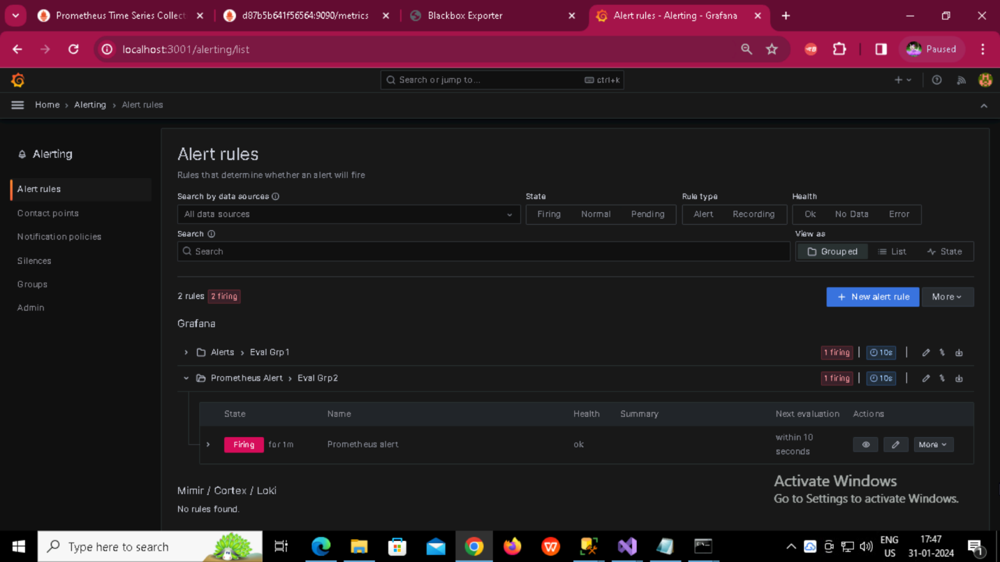 Prometheus Time Series Collect
d87b5b641f56564:9090/metrics
Blackbox Exporter
Alert rules - Alerting - Grafana
localhost:3001/alerting/list
Paused
Search or jump to...
ctrl+k
Home › Alerting › Alert rules
Alerting
Alert rules
Contact points
Notification policies
Silences
Groups
Admin
Alert rules
Rules that determine whether an alert will fire
Search by data sources
State
Rule type
Health
All data sources
Firing Normal Pending
Alert Recording
Ok No Data Error
Search
View as
Search
Grouped List State
2 rules 2 firing
+ New alert rule
More
Grafana
Alerts › Eval Grp1
1 firing | 10s |
Prometheus Alert › Eval Grp2
1 firing | 10s |
State Name Health Summary Next evaluation Actions
Firing for 1m Prometheus alert ok within 10 seconds More
Mimir / Cortex / Loki
No rules found.
Activate Windows
Go to Settings to activate Windows.
Type here to search
ENG
US
17:47
31-01-2024
1